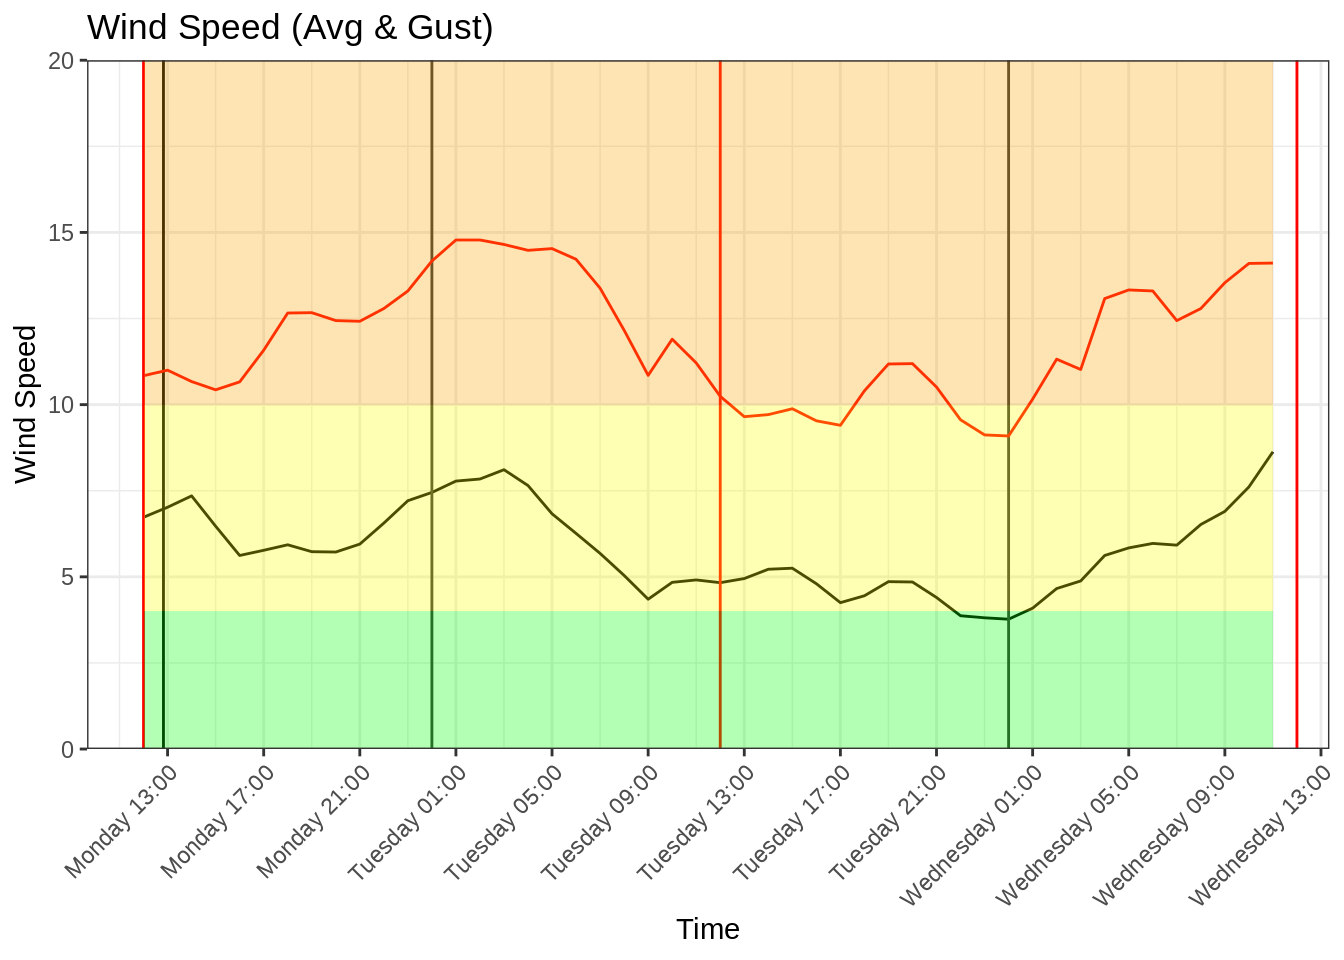 Wind Speed (Avg & Gust)
20
15
10
5
0
Wind Speed
Monday 13:00
Monday 17:00
Monday 21:00
Tuesday 01:00
Tuesday 05:00
Tuesday 09:00
Tuesday 13:00
Tuesday 17:00
Tuesday 21:00
Wednesday 01:00
Wednesday 05:00
Wednesday 09:00
Wednesday 13:00
Time